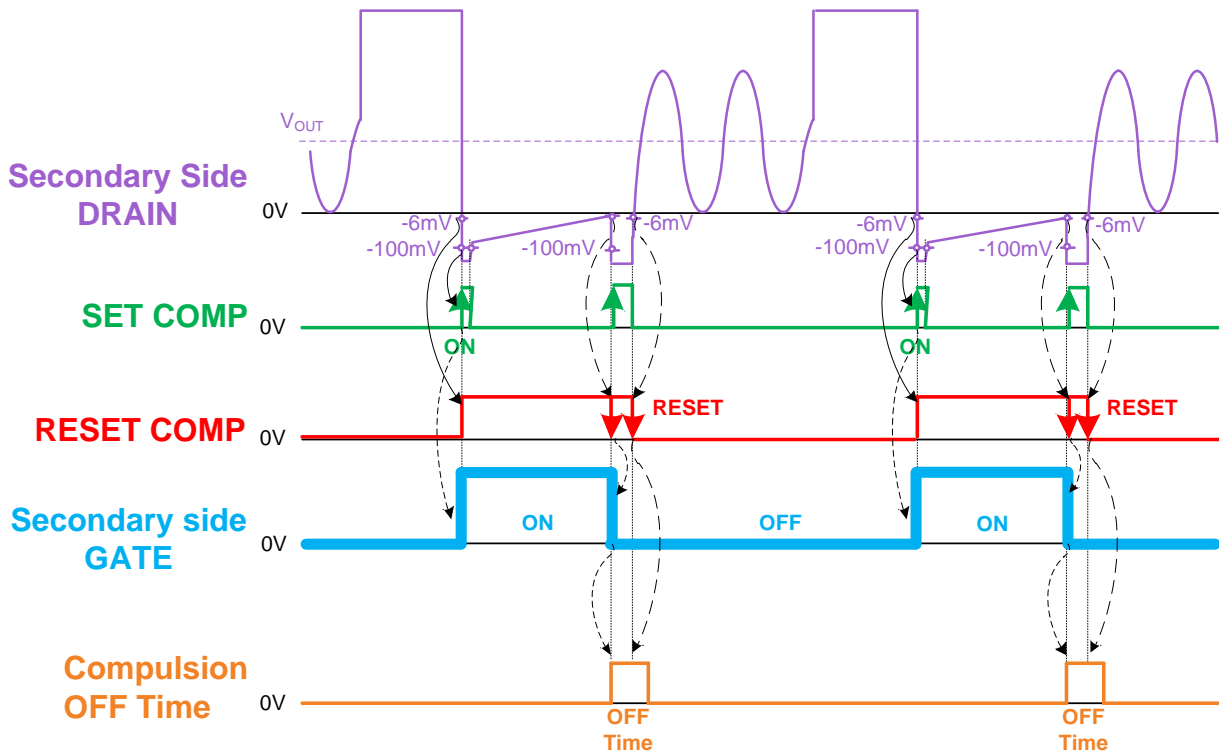 VOUT
Secondary Side
DRAIN
0V
-6mV
-6mV
-6mV
-6mV
-100mV
-100mV
-100mV
-100mV
SET COMP
0V
ON
ON
RESET COMP
0V
RESET
RESET
Secondary side
GATE
0V
ON
OFF
ON
Compulsion
OFF Time
0V
OFF
Time
OFF
Time